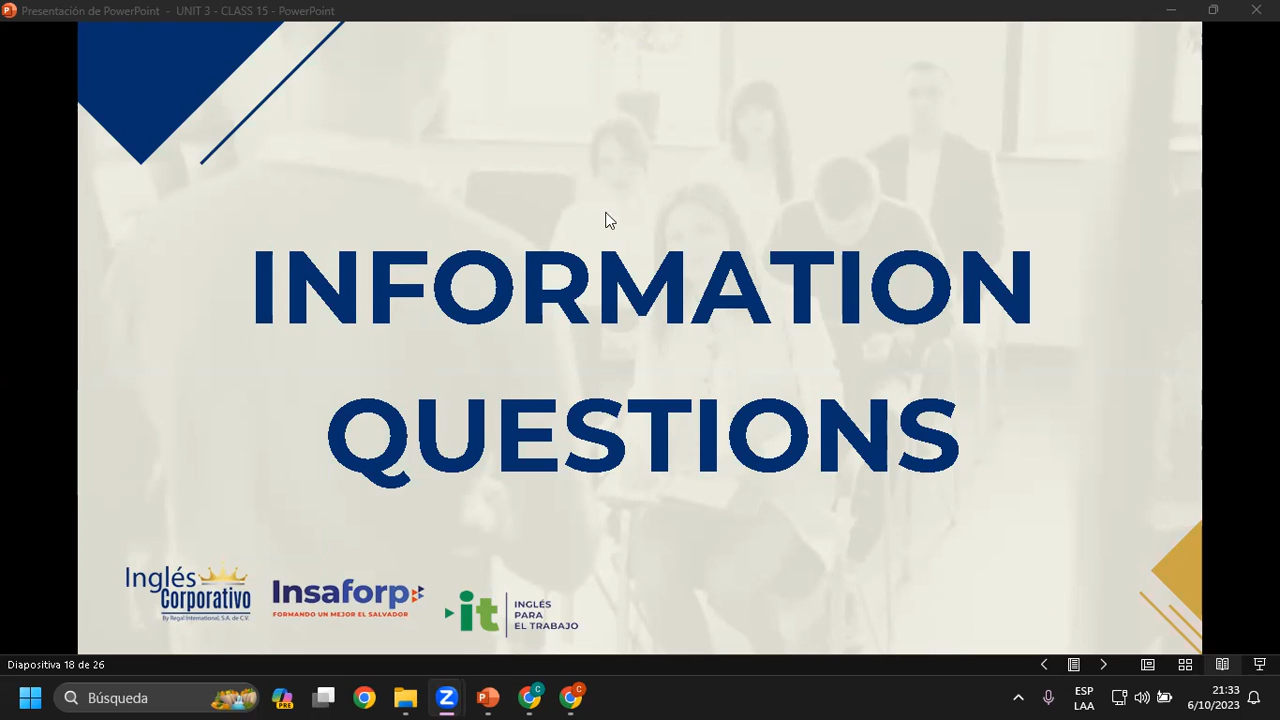 Presentación de PowerPoint - UNIT 3 - CLASS 15 - PowerPoint
INFORMATION
QUESTIONS
Inglés
Corporativo
By Regal International, S.A. de C.V.
Insaforp
FORMANDO UN MEJOR EL SALVADOR
it
INGLÉS
PARA
EL TRABAJO
Diapositiva 18 de 26
Búsqueda
PRE
C
C
ESP
LAA
21:33
6/10/2023